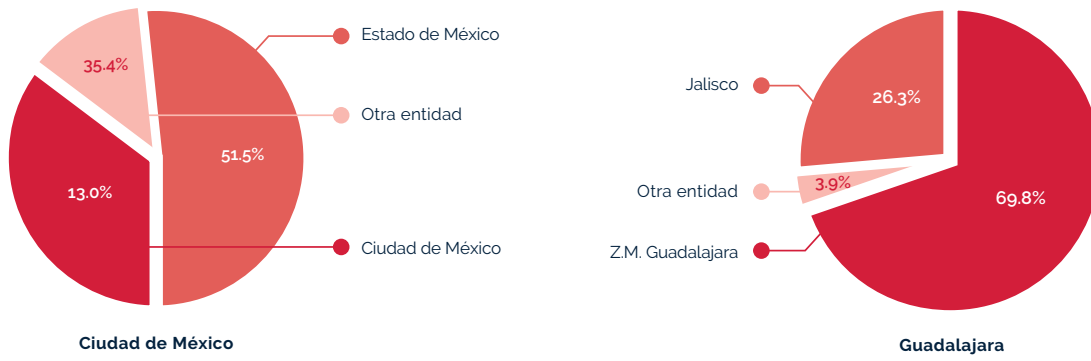 Estado de México
35.4%
Otra entidad
51.5%
13.0%
Ciudad de México
Ciudad de México
Jalisco
26.3%
Otra entidad
3.9%
69.8%
Z.M. Guadalajara
Guadalajara